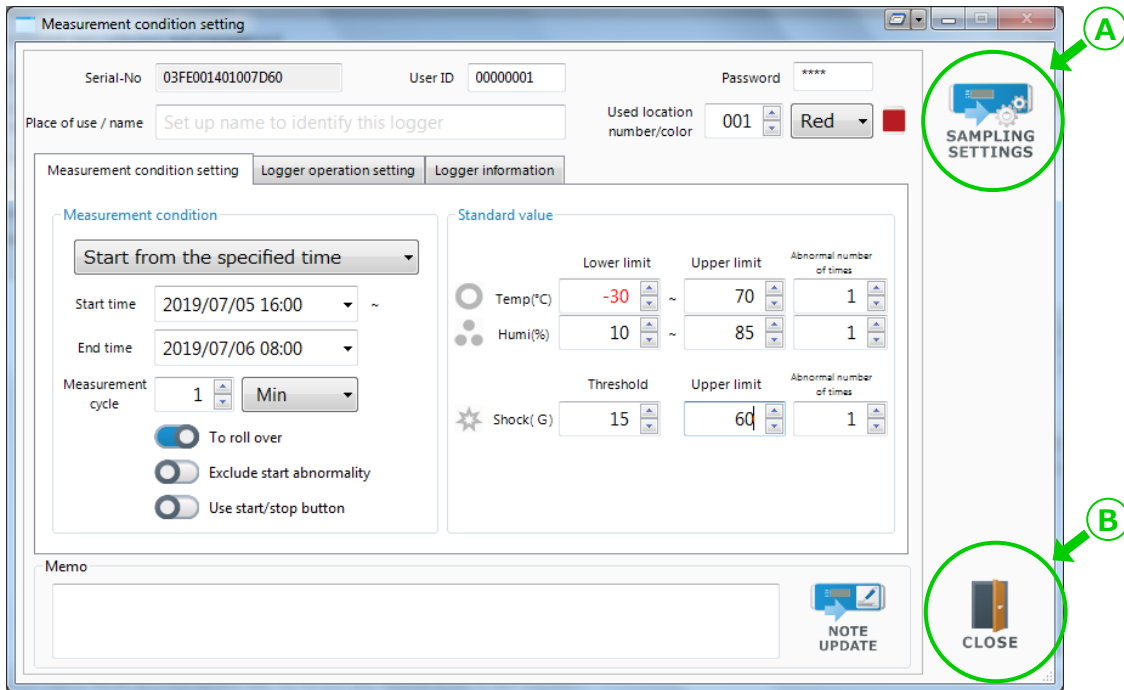 Measurement condition setting
A
Serial-No 03FE001401007D60 User ID 00000001 Password ****
Place of use / name Set up name to identify this logger Used location number/color 001 Red
SAMPLING
SETTINGS
Measurement condition setting Logger operation setting Logger information
Measurement condition
Start from the specified time
Start time 2019/07/05 16:00 ~
End time 2019/07/06 08:00
Measurement cycle 1 Min
To roll over
Exclude start abnormality
Use start/stop button
Standard value
Lower limit Upper limit Abnormal number of times
Temp(°C) -30 ~ 70 1
Humi(%) 10 ~ 85 1
Threshold Upper limit Abnormal number of times
Shock( G) 15 60 1
B
Memo
NOTE
UPDATE
CLOSE